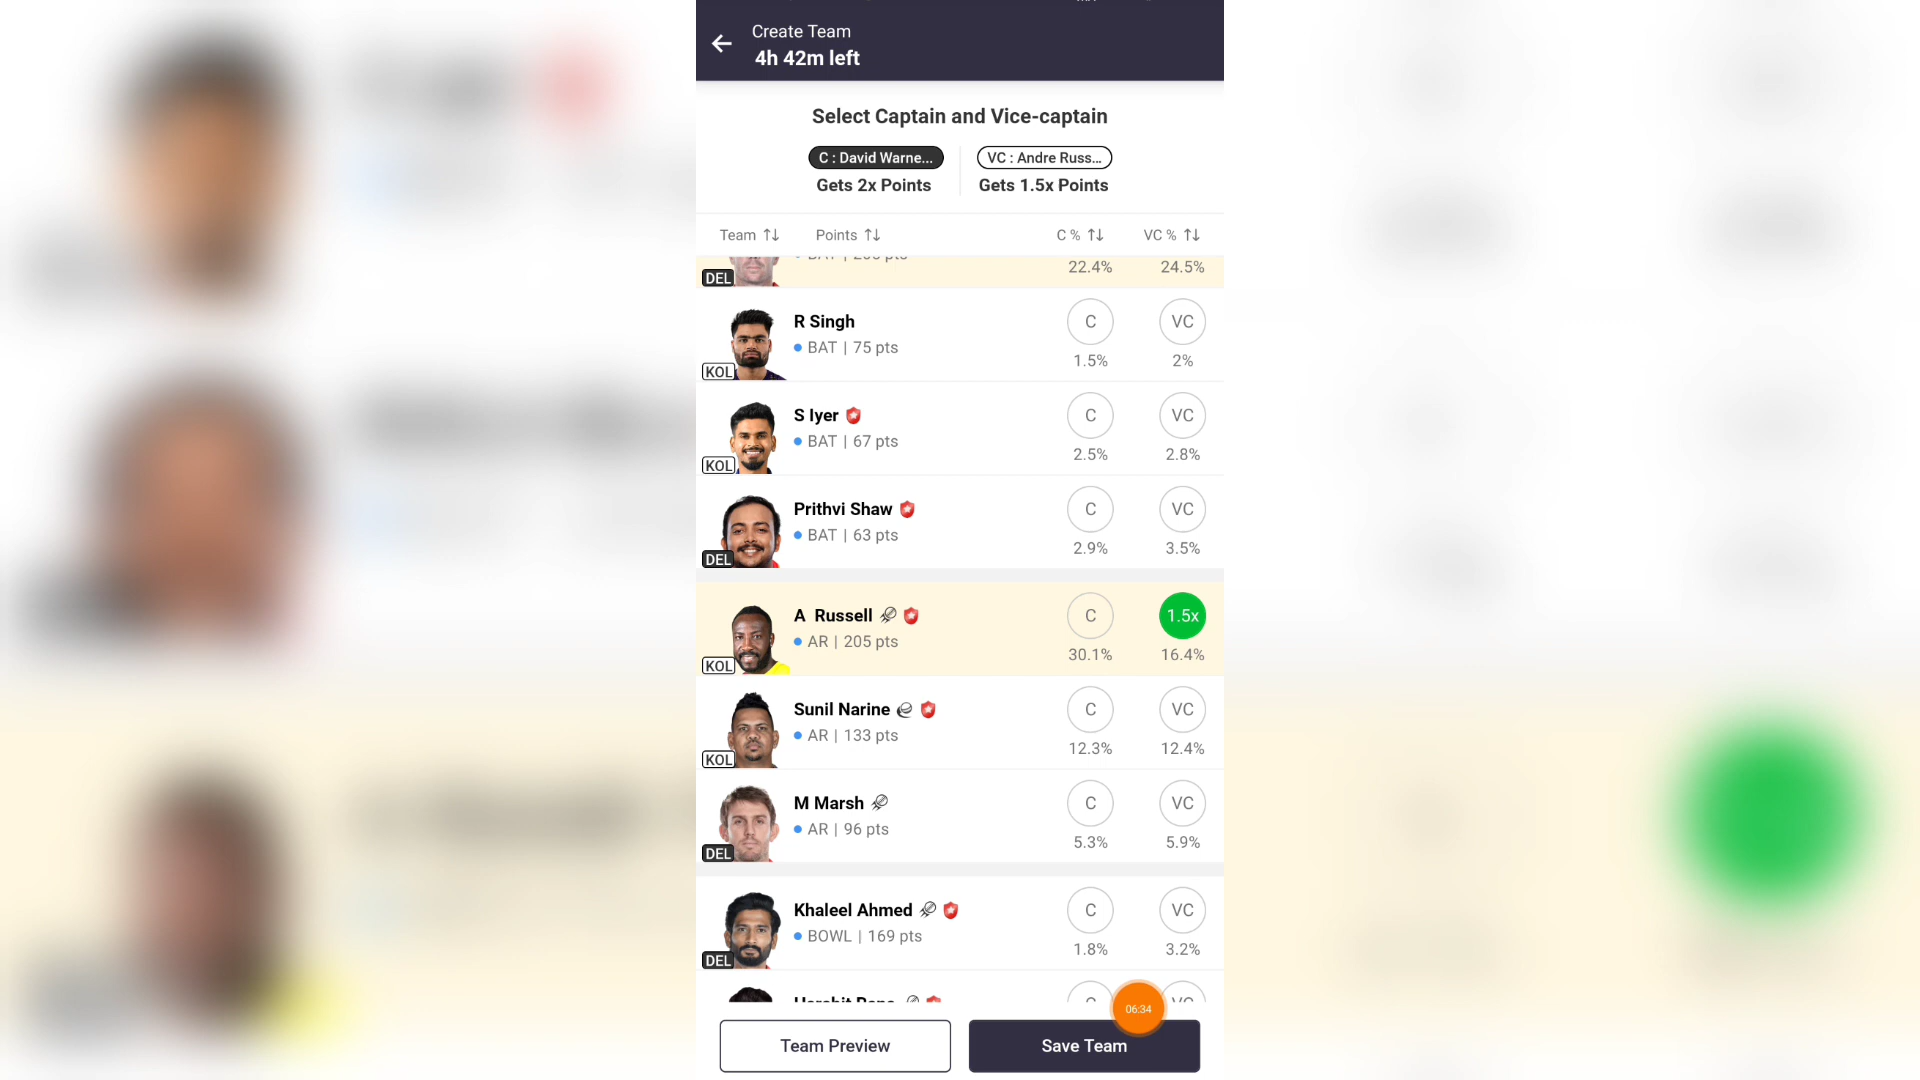 Create Team
4h 42m left
Select Captain and Vice-captain
C : David Warne... VC : Andre Russ...
Gets 2x Points Gets 1.5x Points
Team Points C % VC %
DEL 22.4% 24.5%
R Singh C VC
BAT | 75 pts
KOL 1.5% 2%
S Iyer C VC
BAT | 67 pts
KOL 2.5% 2.8%
Prithvi Shaw C VC
BAT | 63 pts
DEL 2.9% 3.5%
A Russell C 1.5x
AR | 205 pts
KOL 30.1% 16.4%
Sunil Narine C VC
AR | 133 pts
KOL 12.3% 12.4%
M Marsh C VC
AR | 96 pts
DEL 5.3% 5.9%
Khaleel Ahmed C VC
BOWL | 169 pts
DEL 1.8% 3.2%
06:34
Team Preview Save Team